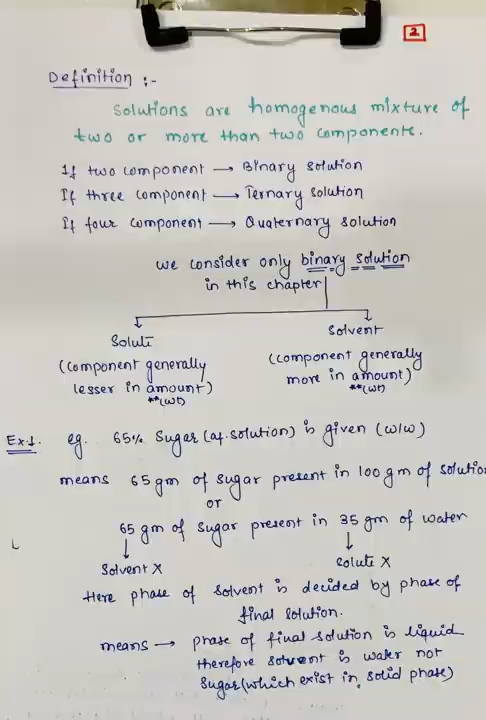 2
Definition :-
Solutions are homogenous mixture of
two or more than two components.
If two component → Binary solution
If three component → Ternary solution
If four component → Quaternary solution
we consider only binary solution
in this chapter
Solute
Solvent
(component generally
lesser in amount)
**(wt)
(component generally
more in amount)
**(wt)
Ex.1. eg. 65% Sugar (aq. solution) is given (w/w)
means 65 gm of sugar present in 100 gm of solution
or
65 gm of sugar present in 35 gm of water
Solvent X
Solute X
Here phase of solvent is decided by phase of
final solution.
means → phase of final solution is liquid
therefore solvent is water not
sugar (which exist in solid phase)